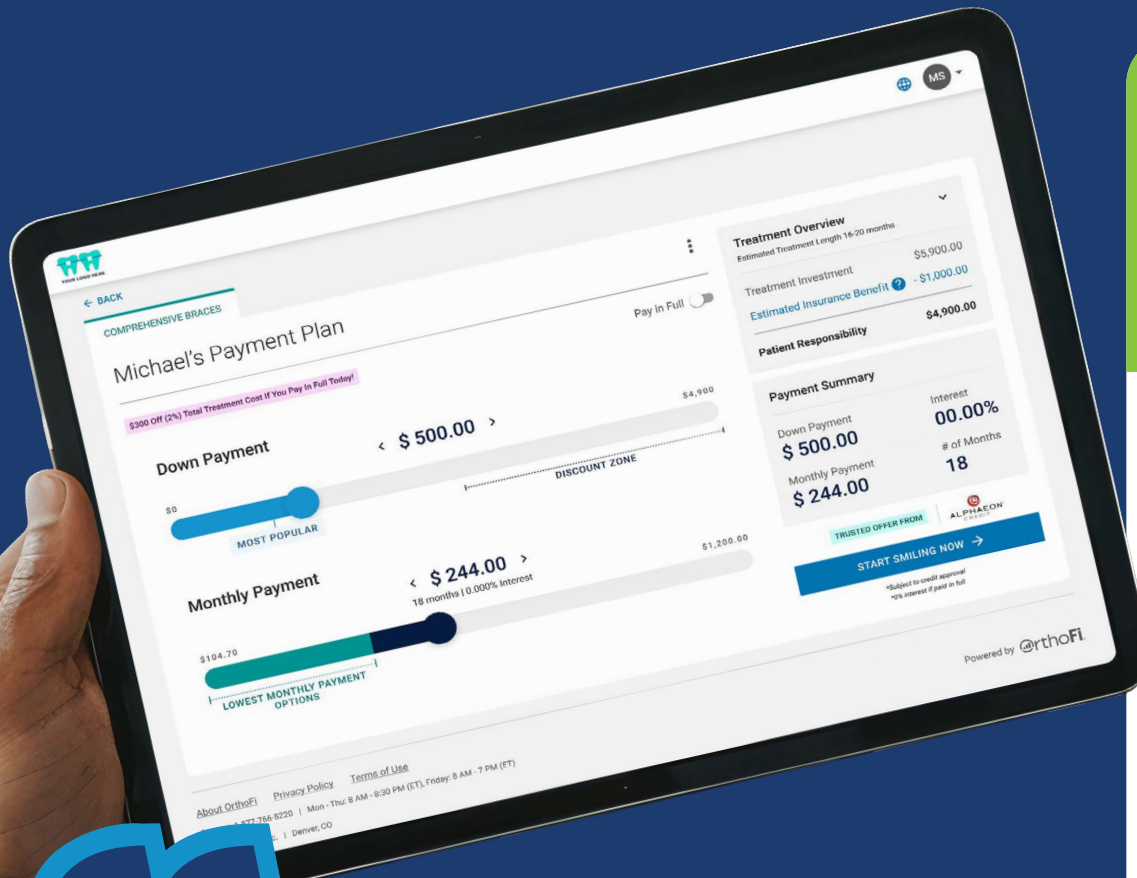 MS
YOUR LOGO HERE
← BACK
COMPREHENSIVE BRACES
Michael's Payment Plan
Pay in Full
$300 Off (2%) Total Treatment Cost If You Pay In Full Today!
Down Payment
< $ 500.00 >
$0
$4,900
MOST POPULAR
DISCOUNT ZONE
Monthly Payment
< $ 244.00 >
18 months | 0.000% Interest
$104.70
$1,200.00
LOWEST MONTHLY PAYMENT
OPTIONS
Treatment Overview
Estimated Treatment Length 16-20 months
Treatment Investment $5,900.00
Estimated Insurance Benefit ? - $1,000.00
Patient Responsibility $4,900.00
Payment Summary
Down Payment Interest
$ 500.00 00.00%
Monthly Payment # of Months
$ 244.00 18
TRUSTED OFFER FROM
ALPHAEON
CREDIT
START SMILING NOW →
*Subject to credit approval
*0% interest if paid in full
Powered by OrthoFi
About OrthoFi Privacy Policy Terms of Use
877-766-5220 | Mon - Thu: 8 AM - 8:30 PM (ET), Friday: 8 AM - 7 PM (ET)
| Denver, CO